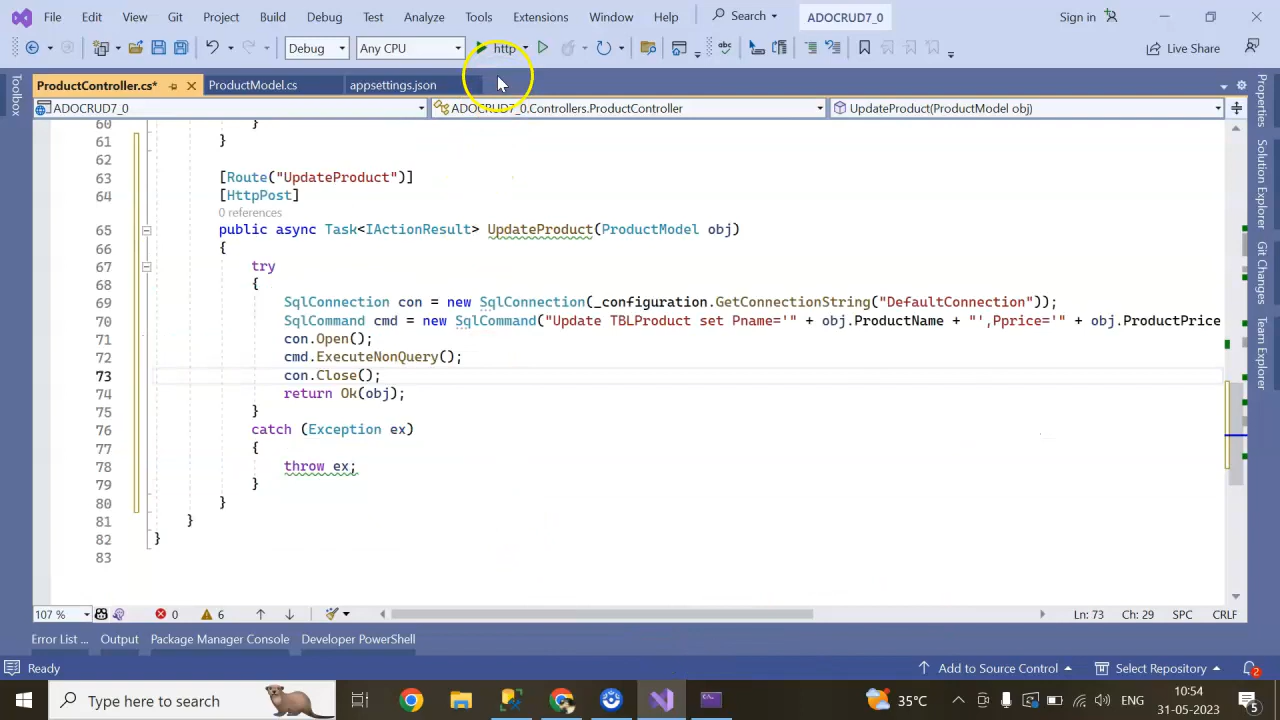 File Edit View Git Project Build Debug Test Analyze Tools Extensions Window Help Search ADOCRUD7_0 Sign in
Debug Any CPU http Live Share
ProductController.cs* ProductModel.cs appsettings.json
ADOCRUD7_0 ADOCRUD7_0.Controllers.ProductController UpdateProduct(ProductModel obj)
60 }
61 }
62
63 [Route("UpdateProduct")]
64 [HttpPost]
0 references
65 public async Task<IActionResult> UpdateProduct(ProductModel obj)
66 {
67 try
68 {
69 SqlConnection con = new SqlConnection(_configuration.GetConnectionString("DefaultConnection"));
70 SqlCommand cmd = new SqlCommand("Update TBLProduct set Pname='" + obj.ProductName + "',Pprice='" + obj.ProductPrice
71 con.Open();
72 cmd.ExecuteNonQuery();
73 con.Close();
74 return Ok(obj);
75 }
76 catch (Exception ex)
77 {
78 throw ex;
79 }
80 }
81 }
82 }
83
107 % 0 6 Ln: 73 Ch: 29 SPC CRLF
Error List ... Output Package Manager Console Developer PowerShell
Ready Add to Source Control Select Repository 2
Type here to search 35°C ENG 10:54 31-05-2023 5
Toolbox
Properties
Solution Explorer
Git Changes
Team Explorer